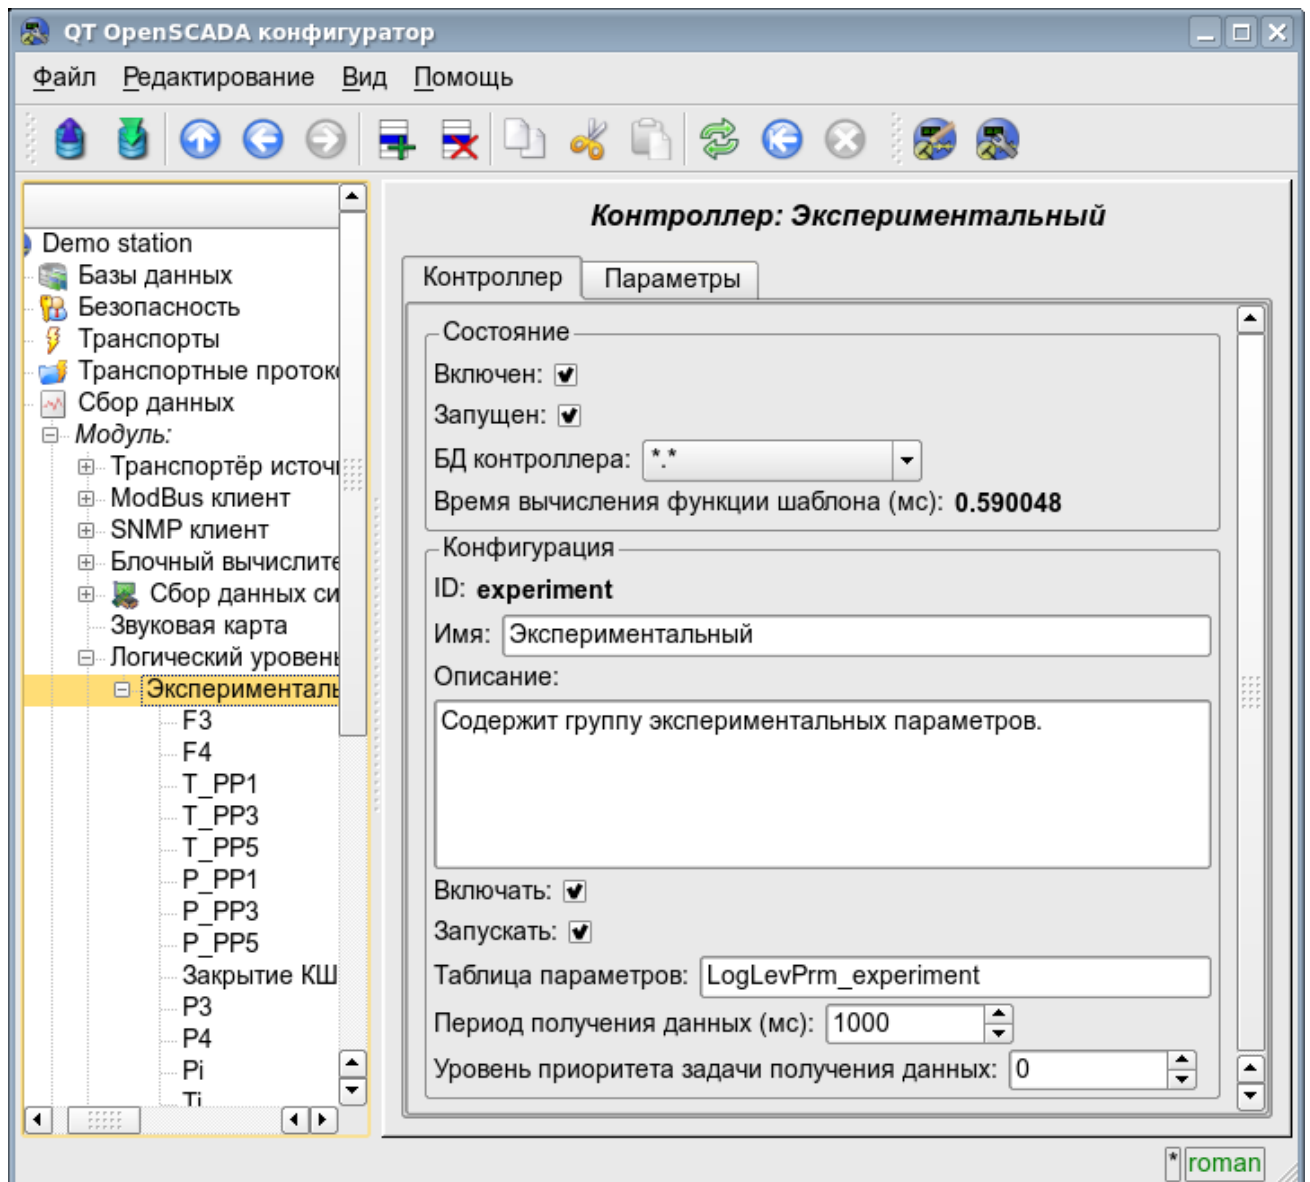 QT OpenSCADA конфигуратор
Файл Редактирование Вид Помощь
Demo station
Базы данных
Безопасность
Транспорты
Транспортные проток
Сбор данных
Модуль:
Транспортёр источ
ModBus клиент
SNMP клиент
Блочный вычислите
Сбор данных си
Звуковая карта
Логический уровень
Эксперименталь
F3
F4
T_PP1
T_PP3
T_PP5
P_PP1
P_PP3
P_PP5
Закрытие КШ
P3
P4
Pi
Ti
Контроллер: Экспериментальный
Контроллер Параметры
Состояние
Включен:
Запущен:
БД контроллера: *.*
Время вычисления функции шаблона (мс): 0.590048
Конфигурация
ID: experiment
Имя: Экспериментальный
Описание:
Содержит группу экспериментальных параметров.
Включать:
Запускать:
Таблица параметров: LogLevPrm_experiment
Период получения данных (мс): 1000
Уровень приоритета задачи получения данных: 0
* roman